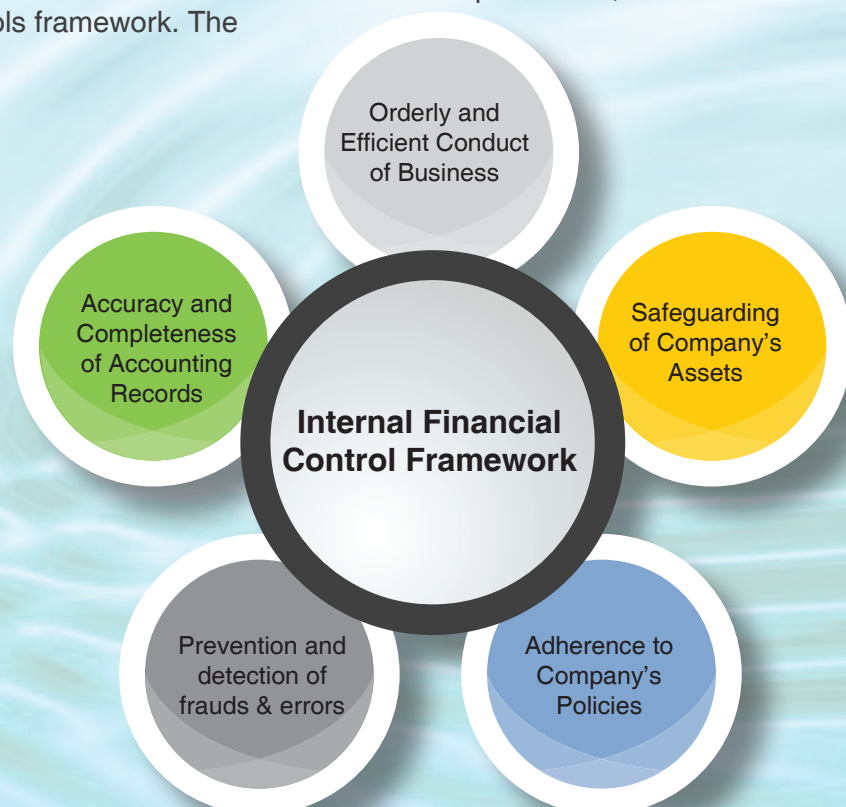 ols framework. The
Orderly and
Efficient Conduct
of Business
Safeguarding
of Company’s
Assets
Adherence to
Company’s
Policies
Prevention and
detection of
frauds & errors
Accuracy and
Completeness
of Accounting
Records
Internal Financial
Control Framework